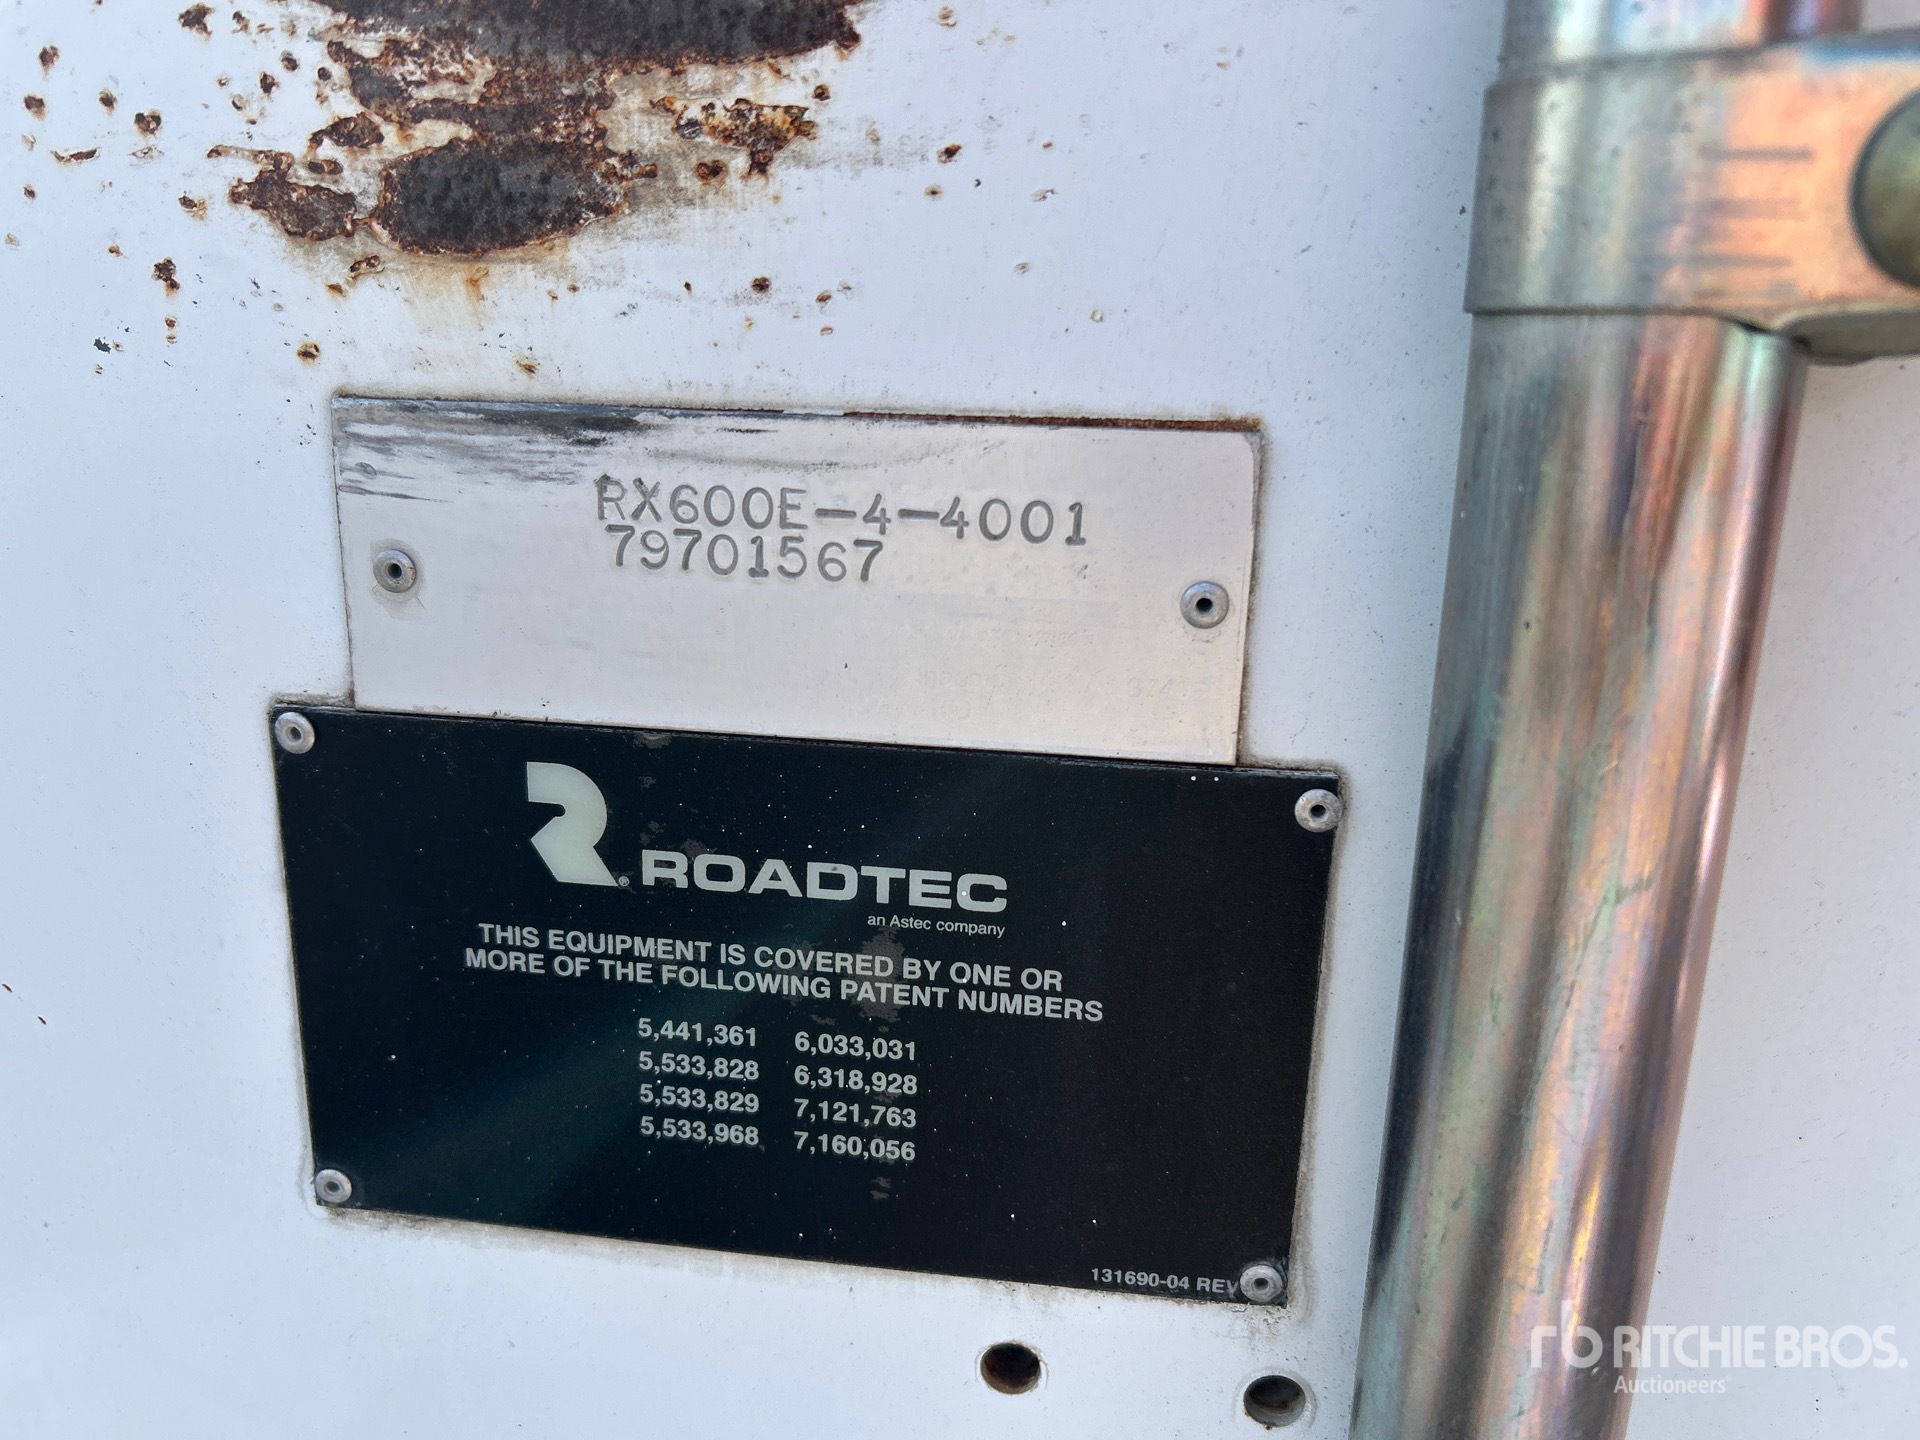 RX600E-4-4001
79701567
ROADTEC
an Astec company
THIS EQUIPMENT IS COVERED BY ONE OR
MORE OF THE FOLLOWING PATENT NUMBERS
5,441,361 6,033,031
5,533,828 6,318,928
5,533,829 7,121,763
5,533,968 7,160,056
131690-04 REV
rb RITCHIE BROS.
Auctioneers